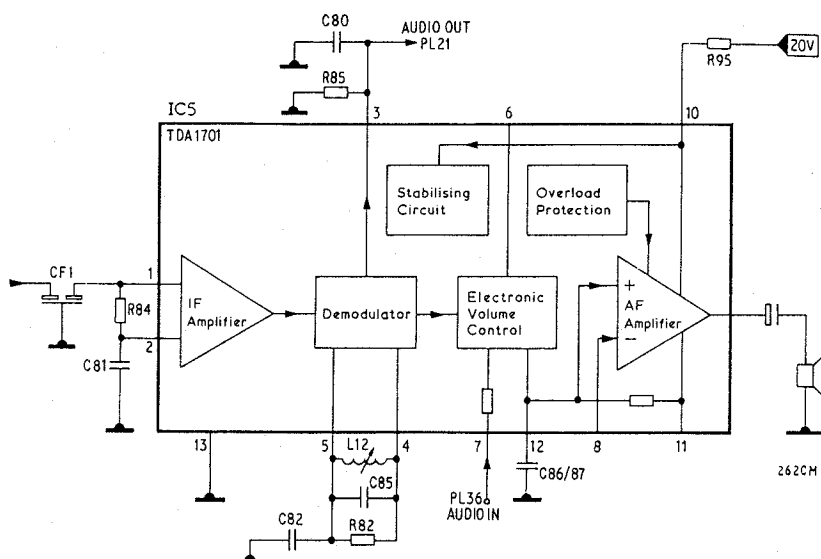 C80
AUDIO OUT
PL21
R85
R95
20V
IC5
3
6
10
TDA1701
Stabilising
Circuit
Overload
Protection
CF1
1
R84
2
C81
IF
Amplifier
Demodulator
Electronic
Volume
Control
+
AF
Amplifier
−
13
5
L12
4
7
12
8
11
C85
C86/87
262CM
PL36
AUDIO IN
C82
R82